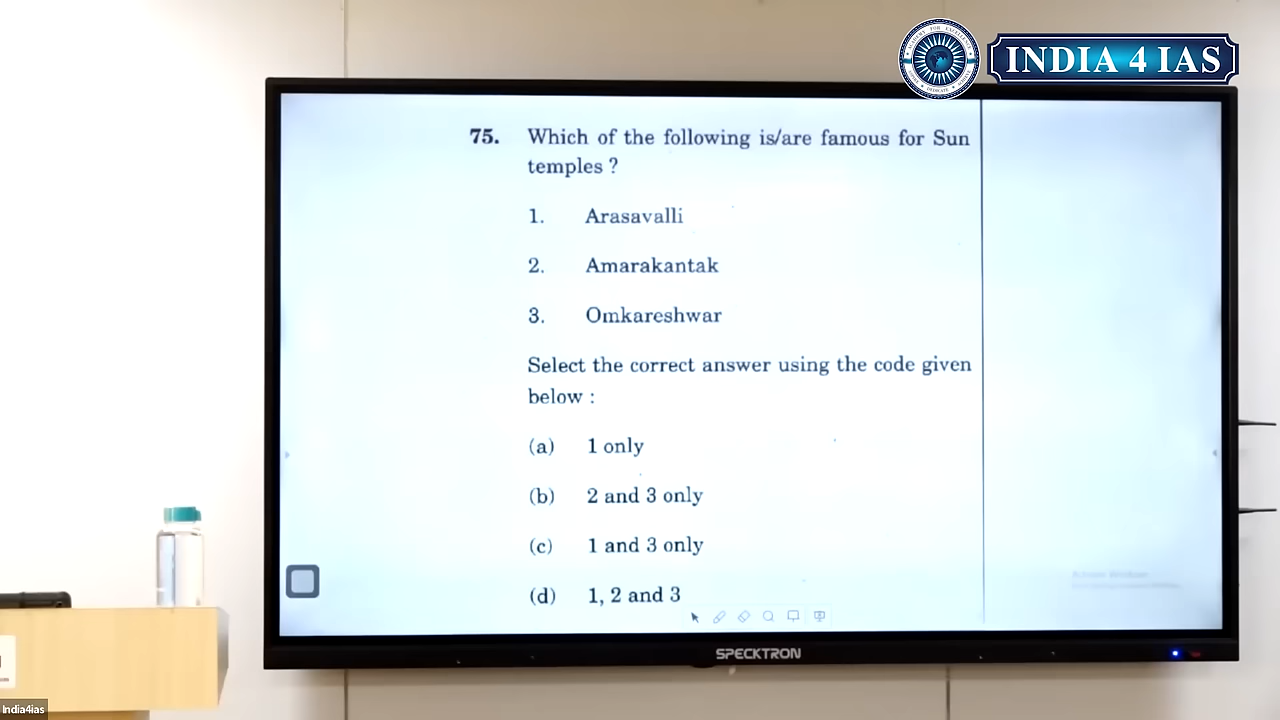 INDIA 4 IAS
75. Which of the following is/are famous for Sun
temples ?
1. Arasavalli
2. Amarakantak
3. Omkareshwar
Select the correct answer using the code given
below :
(a) 1 only
(b) 2 and 3 only
(c) 1 and 3 only
(d) 1, 2 and 3
SPECKTRON
India4ias